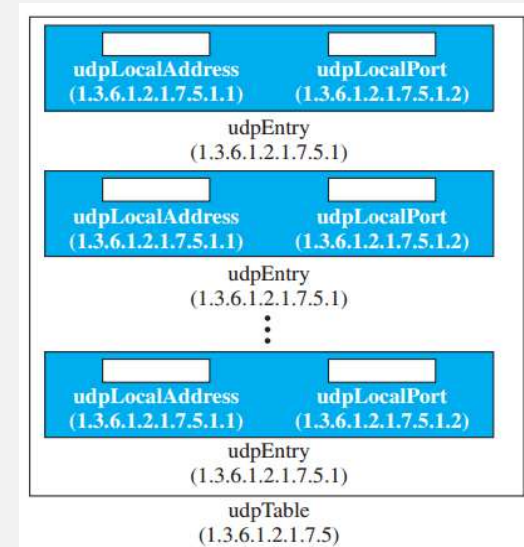 udpLocalAddress udpLocalPort
(1.3.6.1.2.1.7.5.1.1) (1.3.6.1.2.1.7.5.1.2)
udpEntry
(1.3.6.1.2.1.7.5.1)
udpLocalAddress udpLocalPort
(1.3.6.1.2.1.7.5.1.1) (1.3.6.1.2.1.7.5.1.2)
udpEntry
(1.3.6.1.2.1.7.5.1)
udpLocalAddress udpLocalPort
(1.3.6.1.2.1.7.5.1.1) (1.3.6.1.2.1.7.5.1.2)
udpEntry
(1.3.6.1.2.1.7.5.1)
udpTable
(1.3.6.1.2.1.7.5)